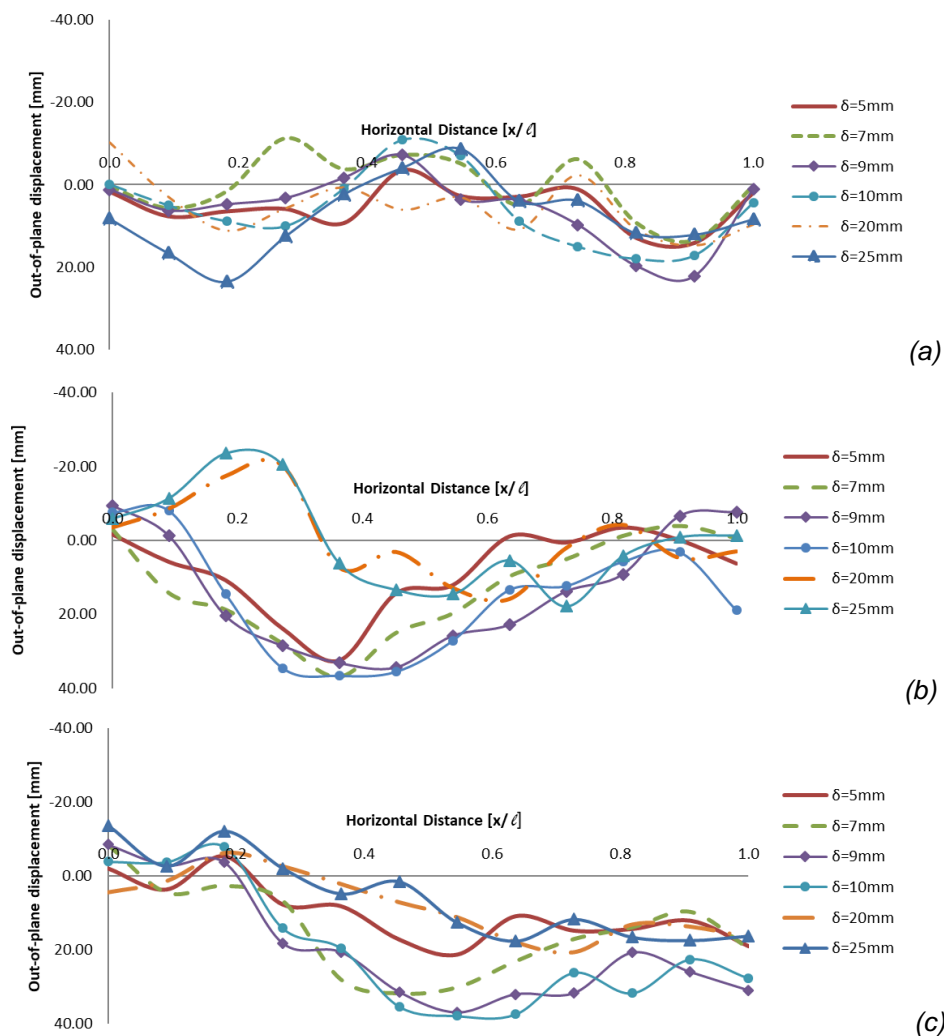 -40.00
-20.00
0.00
20.00
40.00
Out-of-plane displacement [mm]
Horizontal Distance [x/ℓ]
0.0 0.2 0.4 0.6 0.8 1.0
δ=5mm
δ=7mm
δ=9mm
δ=10mm
δ=20mm
δ=25mm
(a)
-40.00
-20.00
0.00
20.00
40.00
Out-of-plane displacement [mm]
Horizontal Distance [x/ℓ]
0.0 0.2 0.4 0.6 0.8 1.0
δ=5mm
δ=7mm
δ=9mm
δ=10mm
δ=20mm
δ=25mm
(b)
-40.00
-20.00
0.00
20.00
40.00
Out-of-plane displacement [mm]
Horizontal Distance [x/ℓ]
0.0 0.2 0.4 0.6 0.8 1.0
δ=5mm
δ=7mm
δ=9mm
δ=10mm
δ=20mm
δ=25mm
(c)